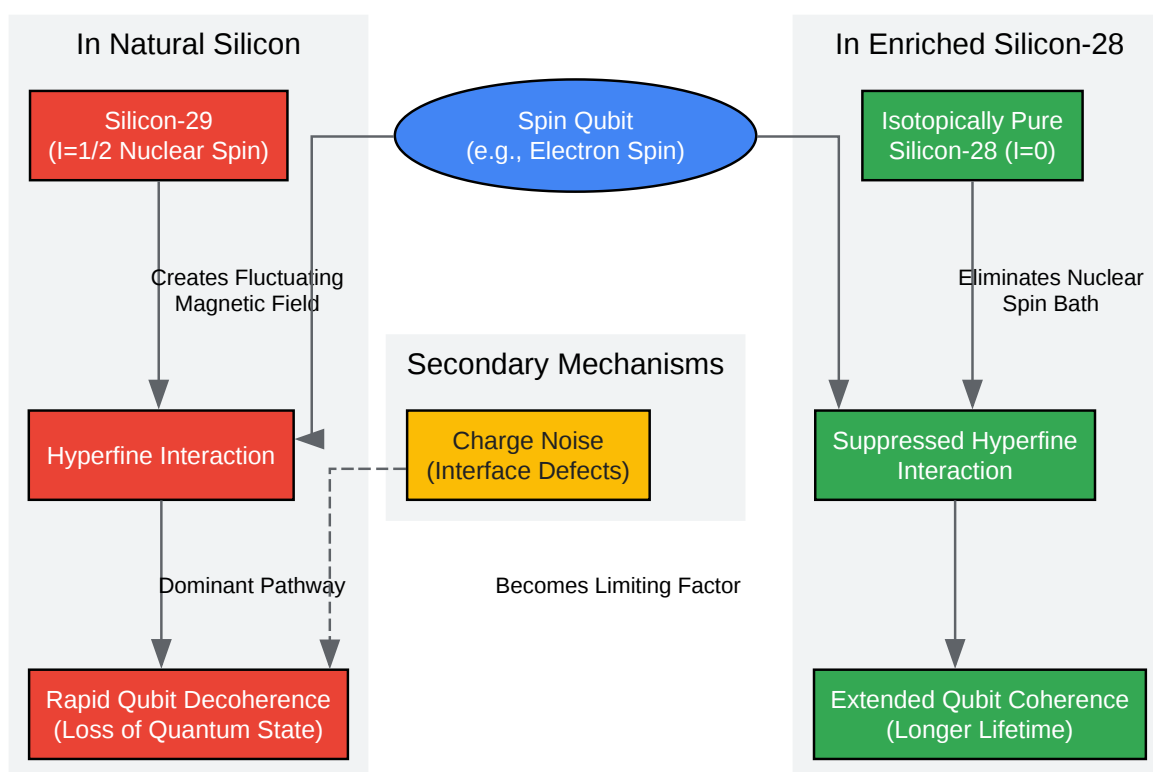 In Natural Silicon
Silicon-29
(I=1/2 Nuclear Spin)
Creates Fluctuating
Magnetic Field
Hyperfine Interaction
Dominant Pathway
Rapid Qubit Decoherence
(Loss of Quantum State)
Spin Qubit
(e.g., Electron Spin)
Secondary Mechanisms
Charge Noise
(Interface Defects)
Becomes Limiting Factor
In Enriched Silicon-28
Isotopically Pure
Silicon-28 (I=0)
Eliminates Nuclear
Spin Bath
Suppressed Hyperfine
Interaction
Extended Qubit Coherence
(Longer Lifetime)